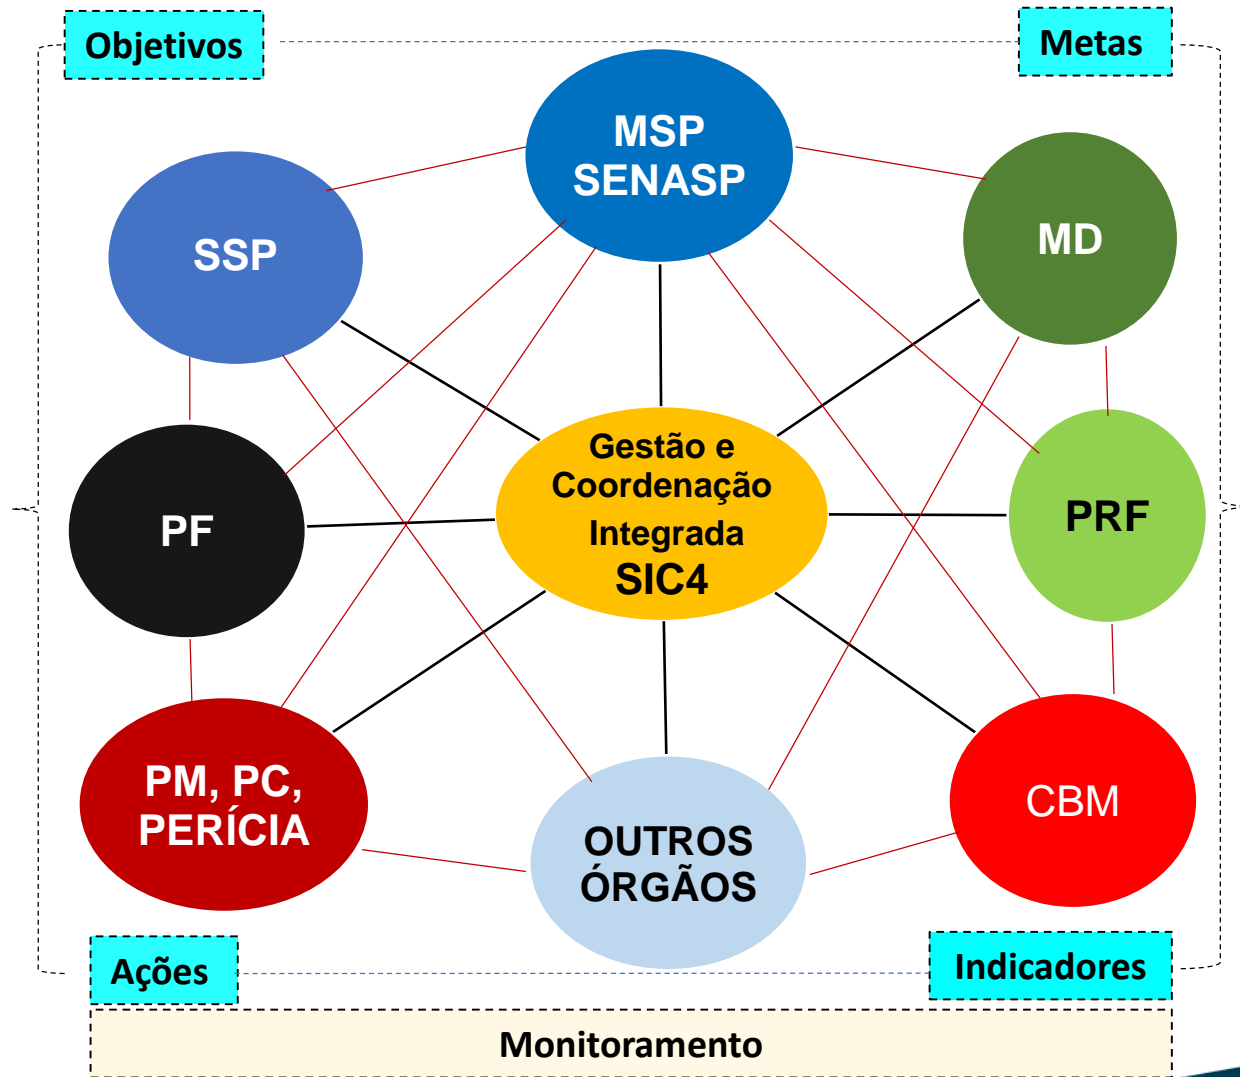 Objetivos
Metas
MSP
SENASP
SSP
MD
Gestão e
Coordenação
Integrada
SIC4
PF
PRF
PM, PC,
PERÍCIA
OUTROS
ÓRGÃOS
CBM
Ações
Indicadores
Monitoramento